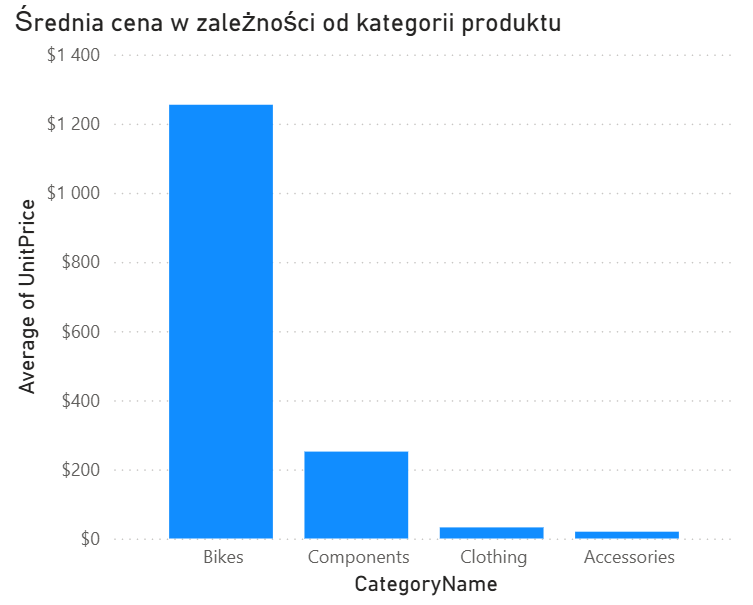 Średnia cena w zależności od kategorii produktu
$1 400
$1 200
$1 000
$800
$600
$400
$200
$0
Average of UnitPrice
Bikes Components Clothing Accessories
CategoryName